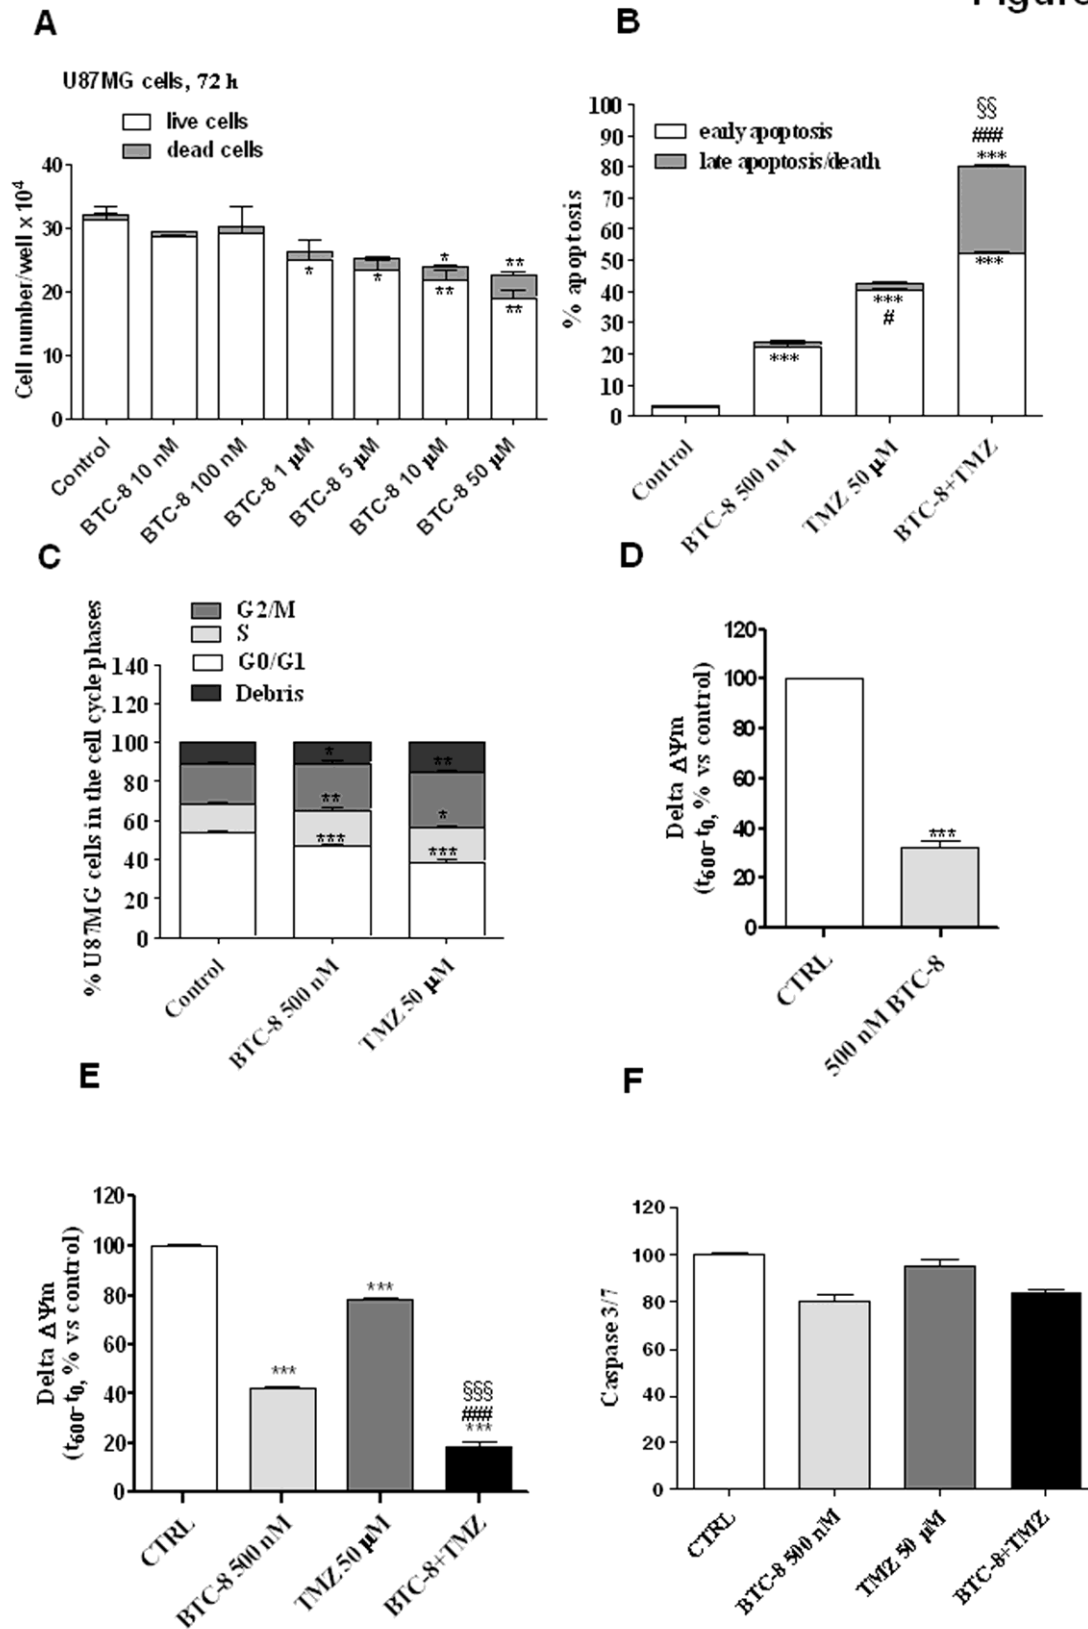 Figure
A
U87MG cells, 72 h
live cells
dead cells
Cell number/well x 10⁴
40
30
20
10
0
*
*
*
**
**
**
Control
BTC-8 10 nM
BTC-8 100 nM
BTC-8 1 µM
BTC-8 5 µM
BTC-8 10 µM
BTC-8 50 µM
B
early apoptosis
late apoptosis/death
% apoptosis
100
90
80
70
60
50
40
30
20
10
0
***
***
#
§§
###
***
***
Control
BTC-8 500 nM
TMZ 50 µM
BTC-8+TMZ
C
G2/M
S
G0/G1
Debris
% U87MG cells in the cell cycle phases
140
120
100
80
60
40
20
0
*
**
***
**
*
***
Control
BTC-8 500 nM
TMZ 50 µM
D
Delta ΔΨm
(t600-t0, % vs control)
120
100
80
60
40
20
0
***
CTRL
500 nM BTC-8
E
Delta ΔΨm
(t600-t0, % vs control)
120
100
80
60
40
20
0
***
***
§§§
###
***
CTRL
BTC-8 500 nM
TMZ 50 µM
BTC-8+TMZ
F
Caspase 3/7
120
100
80
60
40
20
0
CTRL
BTC-8 500 nM
TMZ 50 µM
BTC-8+TMZ